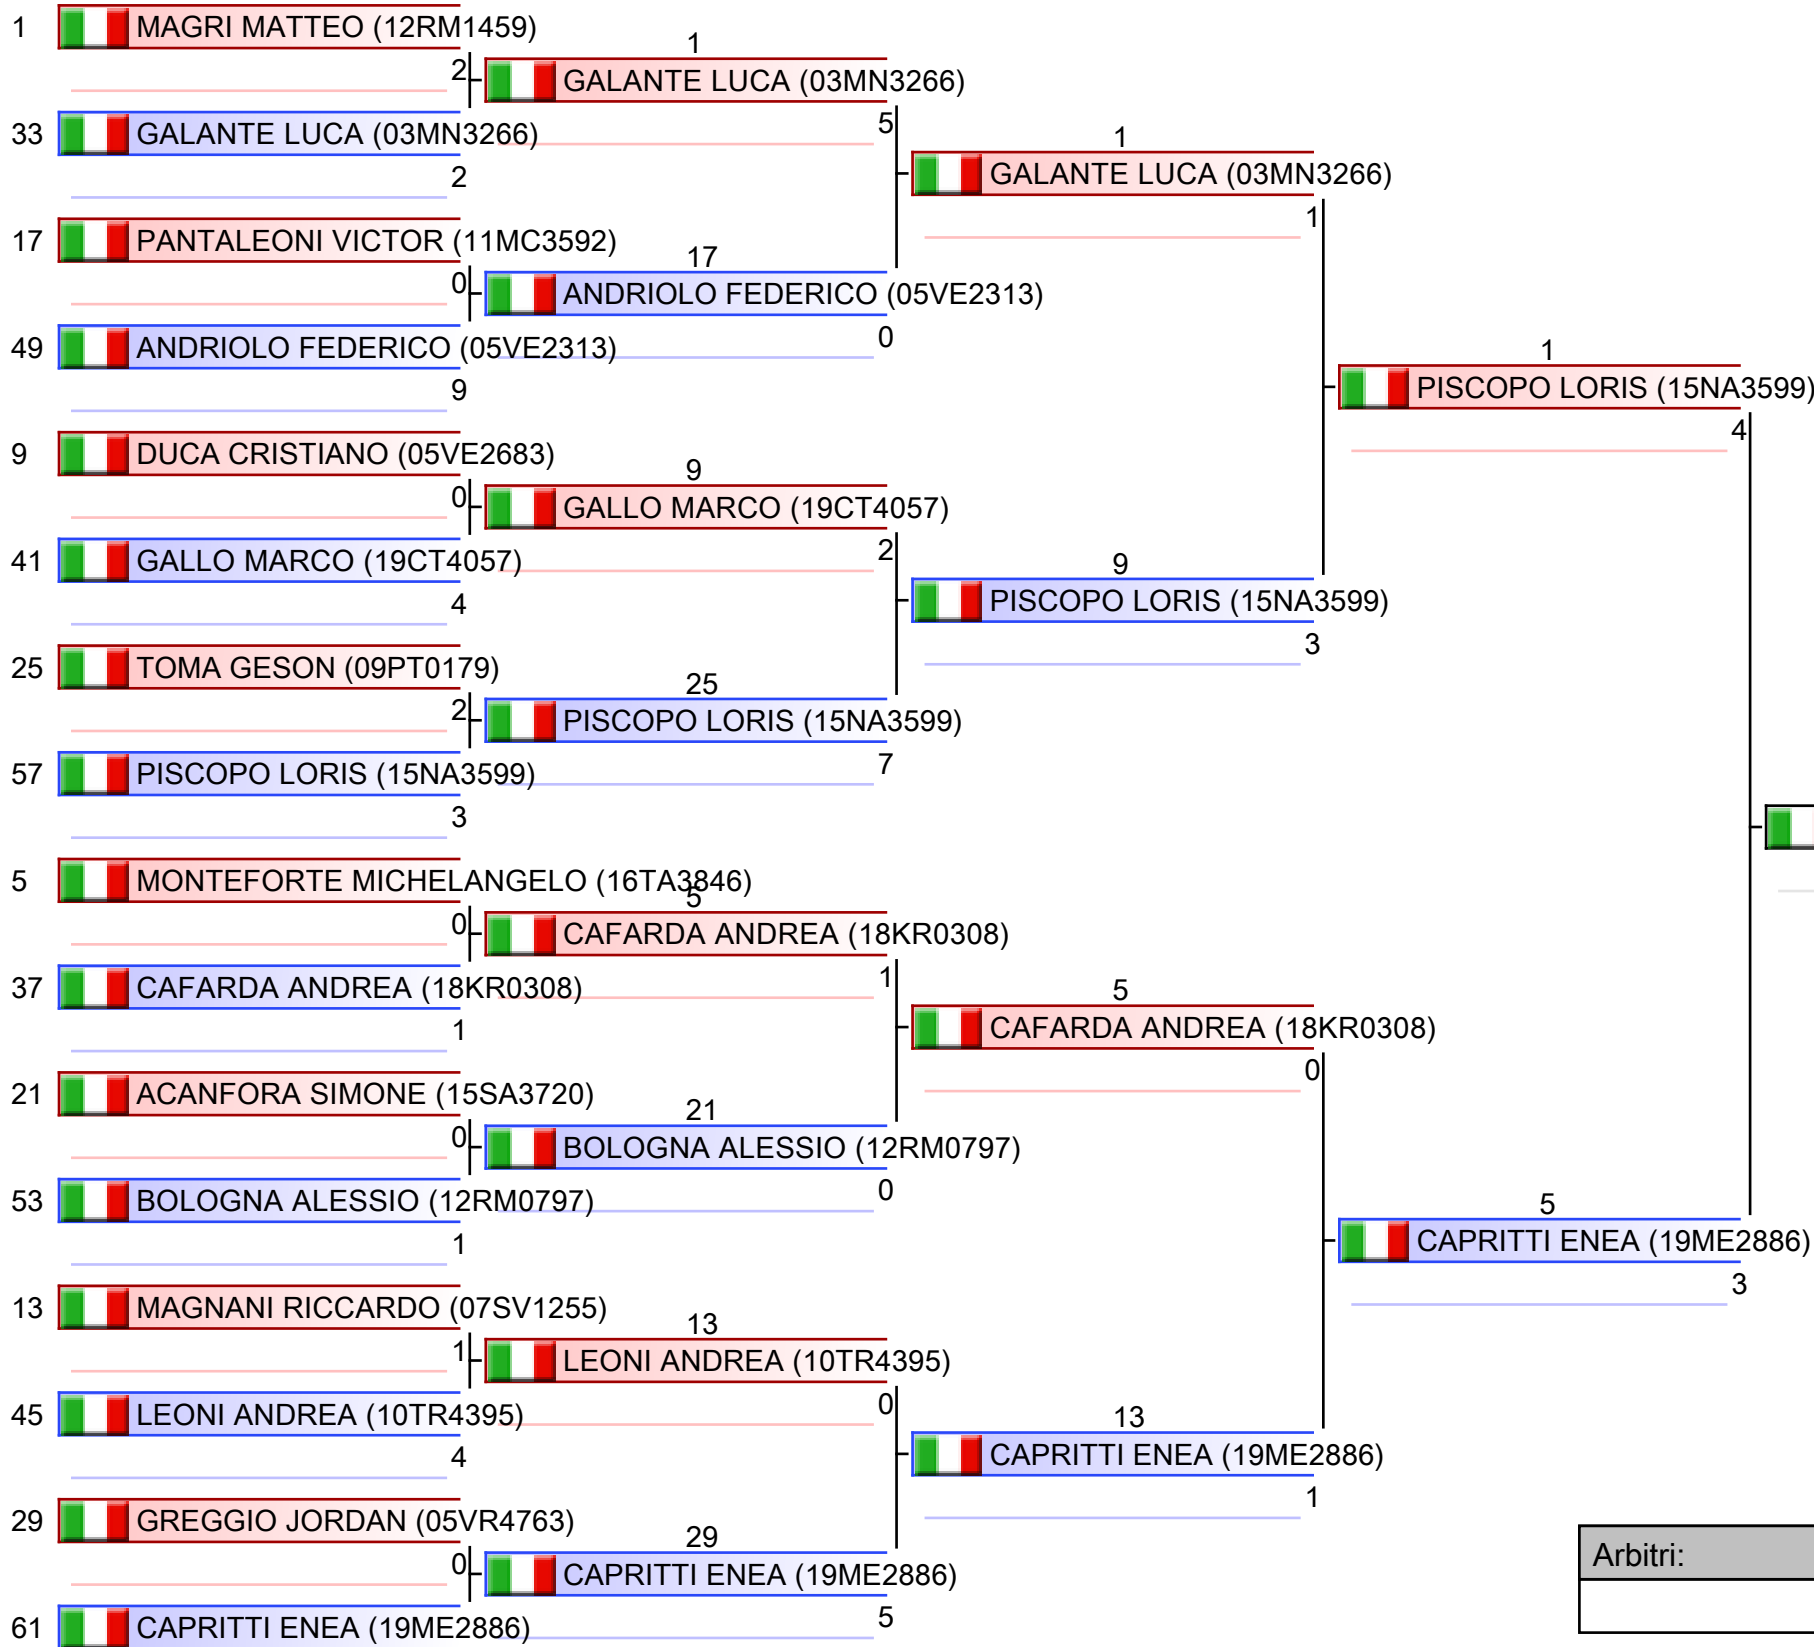 1 MAGRI MATTEO (12RM1459)
1
2 GALANTE LUCA (03MN3266)
33 GALANTE LUCA (03MN3266)
5
1
2
GALANTE LUCA (03MN3266)
17 PANTALEONI VICTOR (11MC3592)
1
17
0 ANDRIOLO FEDERICO (05VE2313)
49 ANDRIOLO FEDERICO (05VE2313)
0
1
9
PISCOPO LORIS (15NA3599)
4
9 DUCA CRISTIANO (05VE2683)
9
0 GALLO MARCO (19CT4057)
41 GALLO MARCO (19CT4057)
2
9
4
PISCOPO LORIS (15NA3599)
3
25 TOMA GESON (09PT0179)
25
2 PISCOPO LORIS (15NA3599)
57 PISCOPO LORIS (15NA3599)
7
3
5 MONTEFORTE MICHELANGELO (16TA3846)
5
0 CAFARDA ANDREA (18KR0308)
37 CAFARDA ANDREA (18KR0308)
1
5
1
CAFARDA ANDREA (18KR0308)
0
21 ACANFORA SIMONE (15SA3720)
21
0 BOLOGNA ALESSIO (12RM0797)
53 BOLOGNA ALESSIO (12RM0797)
0
5
1
CAPRITTI ENEA (19ME2886)
3
13 MAGNANI RICCARDO (07SV1255)
13
1 LEONI ANDREA (10TR4395)
45 LEONI ANDREA (10TR4395)
0
13
4
CAPRITTI ENEA (19ME2886)
1
29 GREGGIO JORDAN (05VR4763)
29
0 CAPRITTI ENEA (19ME2886)
Arbitri:
61 CAPRITTI ENEA (19ME2886)
5